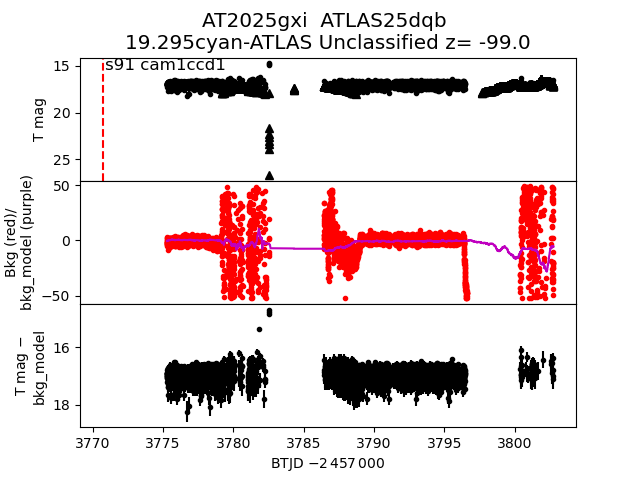 AT2025gxi  ATLAS25dqb
19.295cyan-ATLAS Unclassified z= -99.0
s91 cam1ccd1
15
20
25
T mag
50
0
−50
Bkg (red)/
bkg_model (purple)
16
18
T mag −
bkg_model
3770 3775 3780 3785 3790 3795 3800
BTJD −2 457 000